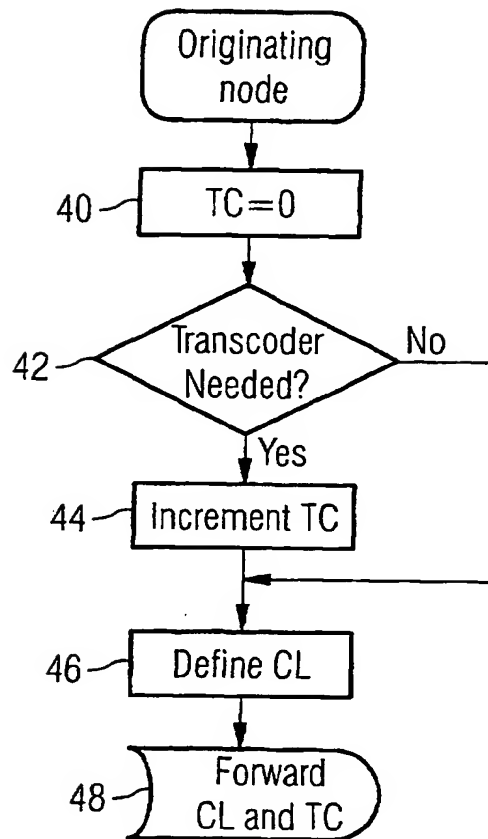 Originating
node
40
TC=0
42
Transcoder
Needed?
No
Yes
44
Increment TC
46
Define CL
48
Forward
CL and TC